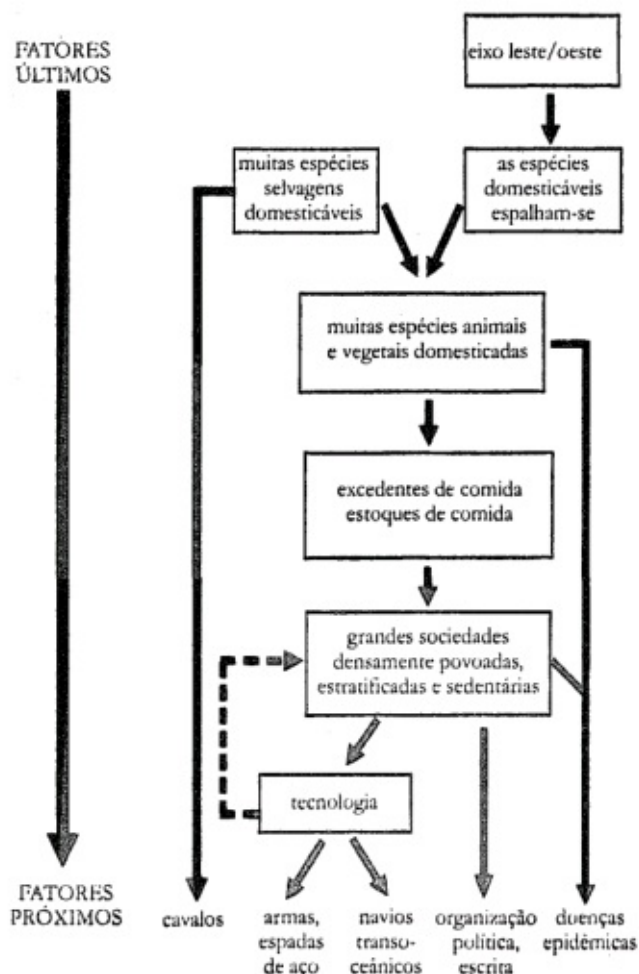 FATORES
ÚLTIMOS
eixo leste/oeste
muitas espécies
selvagens
domesticáveis
as espécies
domesticáveis
espalham-se
muitas espécies animais
e vegetais domesticadas
excedentes de comida
estoques de comida
grandes sociedades
densamente povoadas,
estratificadas e sedentárias
tecnologia
FATORES
PRÓXIMOS
cavalos
armas,
espadas
de aço
navios
transo-
ceánicos
organização
política,
escrita
doenças
epidêmicas